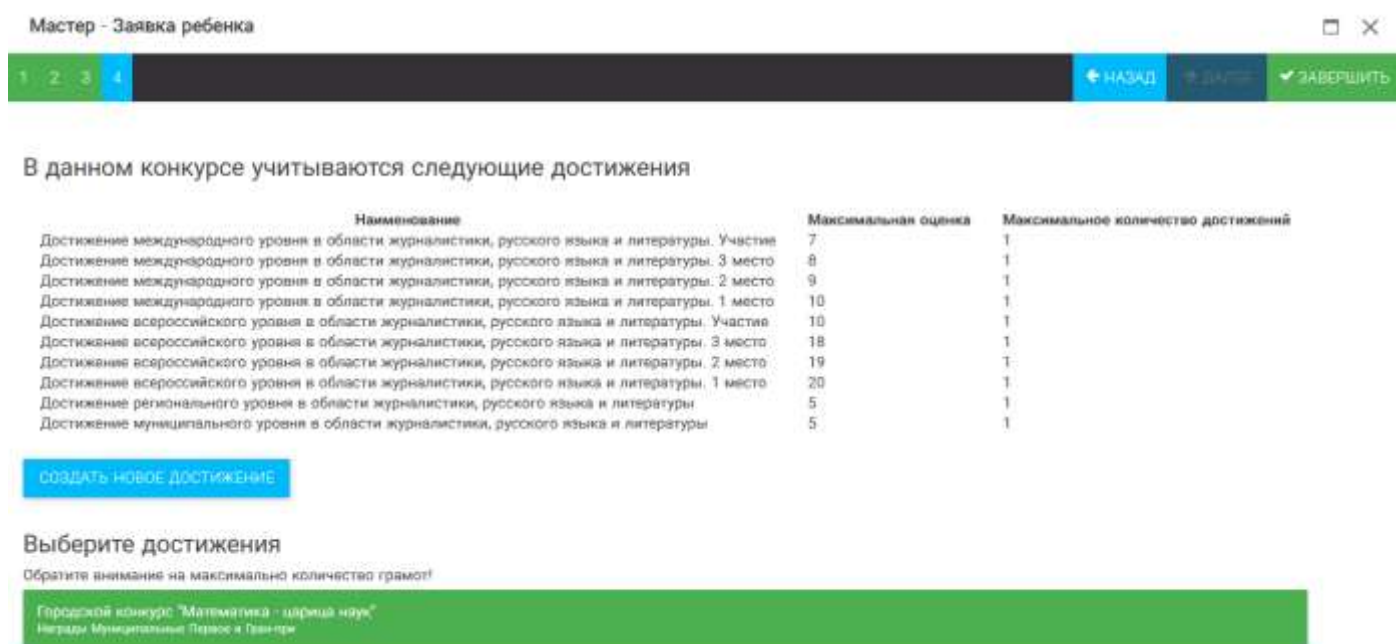 Мастер - Заявка ребенка
1 2 3 4 НАЗАД ДАЛЕЕ ЗАВЕРШИТЬ
В данном конкурсе учитываются следующие достижения
Наименование Максимальная оценка Максимальное количество достижений
Достижение международного уровня в области журналистики, русского языка и литературы. Участие 7 1
Достижение международного уровня в области журналистики, русского языка и литературы. 3 место 8 1
Достижение международного уровня в области журналистики, русского языка и литературы. 2 место 9 1
Достижение международного уровня в области журналистики, русского языка и литературы. 1 место 10 1
Достижение всероссийского уровня в области журналистики, русского языка и литературы. Участие 10 1
Достижение всероссийского уровня в области журналистики, русского языка и литературы. 3 место 18 1
Достижение всероссийского уровня в области журналистики, русского языка и литературы. 2 место 19 1
Достижение всероссийского уровня в области журналистики, русского языка и литературы. 1 место 20 1
Достижение регионального уровня в области журналистики, русского языка и литературы 5 1
Достижение муниципального уровня в области журналистики, русского языка и литературы 5 1
СОЗДАТЬ НОВОЕ ДОСТИЖЕНИЕ
Выберите достижения
Обратите внимание на максимально количество грамот!
Городской конкурс "Математика - царица наук"
Награды Муниципальные Первое и Гран-при